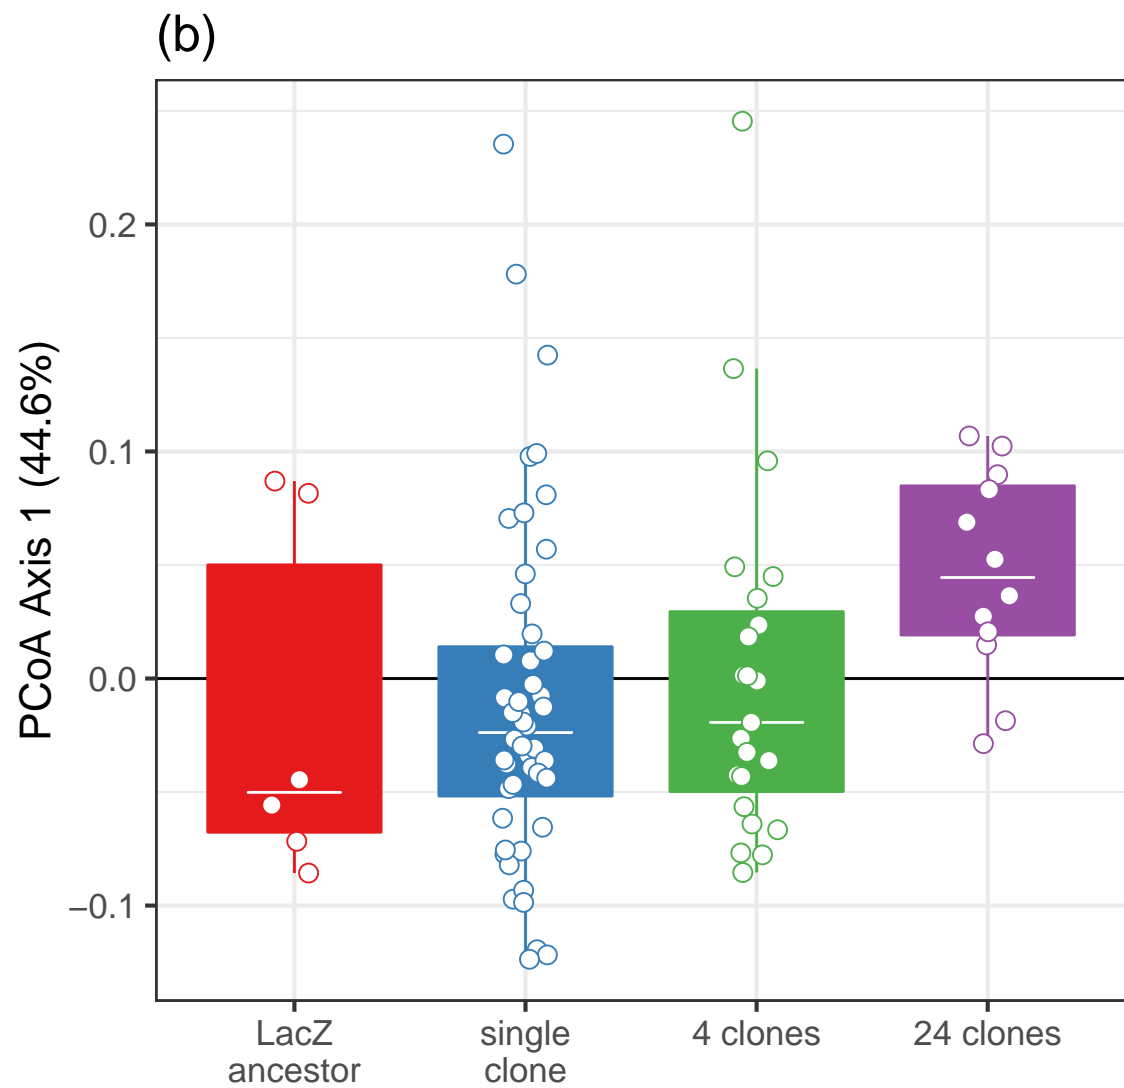 (b)
PCoA Axis 1 (44.6%)
0.2
0.1
0.0
−0.1
LacZ
ancestor
single
clone
4 clones
24 clones